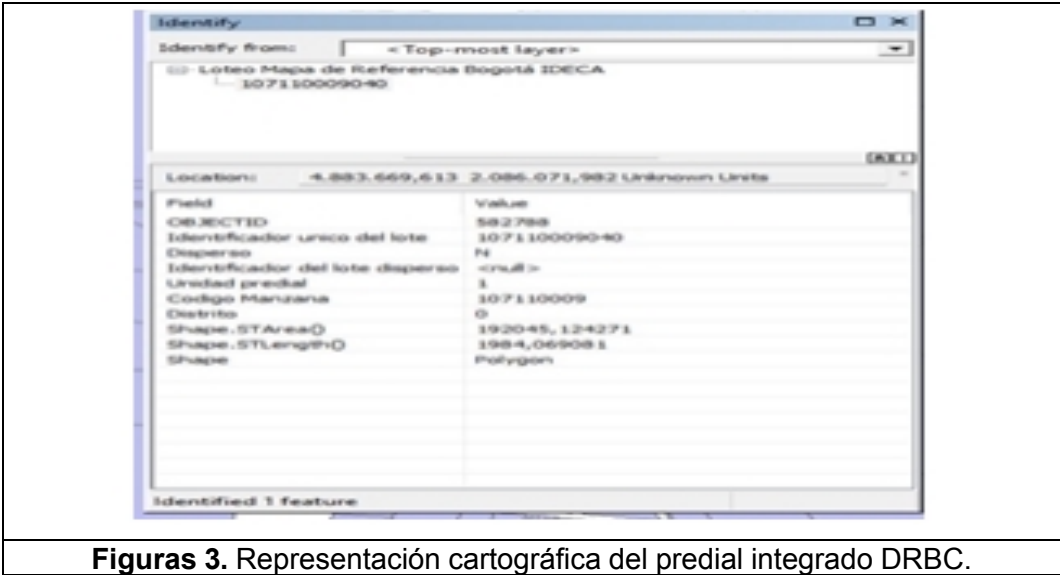 Identify
Identify from: <Top-most layer>
Loteo Mapa de Referencia Bogotá IDECA
107110009040
Location: 4.883.669,613 2.086.071,982 Unknown Units
Field Value
OBJECTID 582788
Identificador unico del lote 107110009040
Disperso N
Identificador del lote disperso <null>
Unidad predial 1
Codigo Manzana 107110009
Distrito 0
Shape.STArea() 192045,124271
Shape.STLength() 1984,069081
Shape Polygon
Identified 1 feature
Figuras 3. Representación cartográfica del predial integrado DRBC.